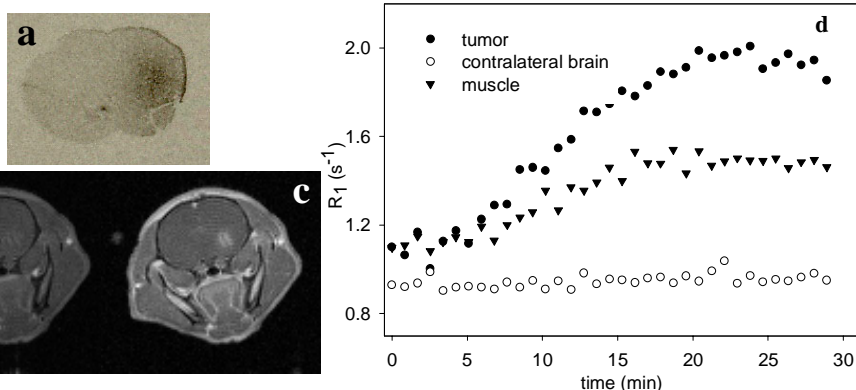 a
c
d
tumor
contralateral brain
muscle
R1 (s-1)
2.0
1.6
1.2
0.8
0 5 10 15 20 25 30
time (min)